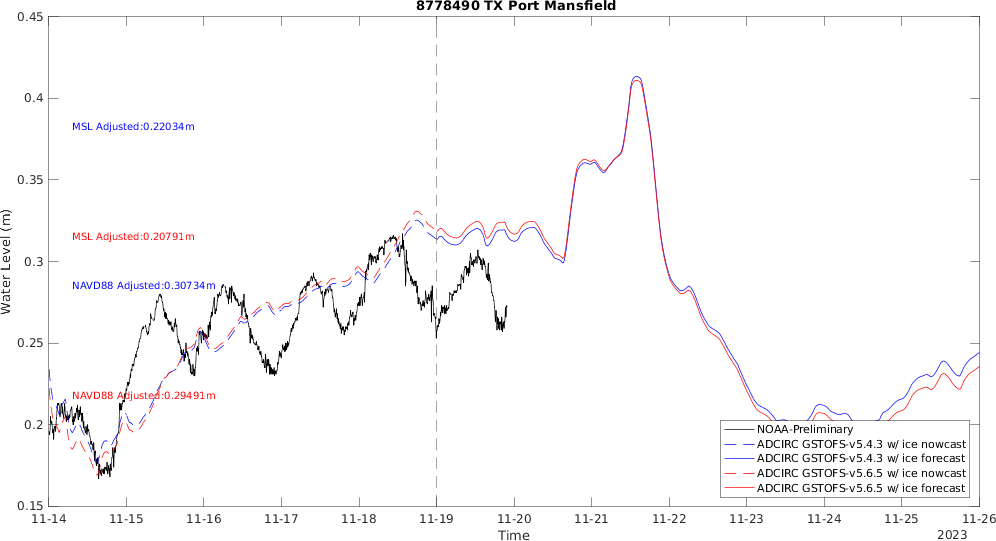 8778490 TX Port Mansfield
0.45
0.4
0.35
0.3
0.25
0.2
0.15
Water Level (m)
MSL Adjusted:0.22034m
MSL Adjusted:0.20791m
NAVD88 Adjusted:0.30734m
NAVD88 Adjusted:0.29491m
NOAA-Preliminary
ADCIRC GSTOFS-v5.4.3 w/ ice nowcast
ADCIRC GSTOFS-v5.4.3 w/ ice forecast
ADCIRC GSTOFS-v5.6.5 w/ ice nowcast
ADCIRC GSTOFS-v5.6.5 w/ ice forecast
11-14 11-15 11-16 11-17 11-18 11-19 11-20 11-21 11-22 11-23 11-24 11-25 11-26
Time
2023